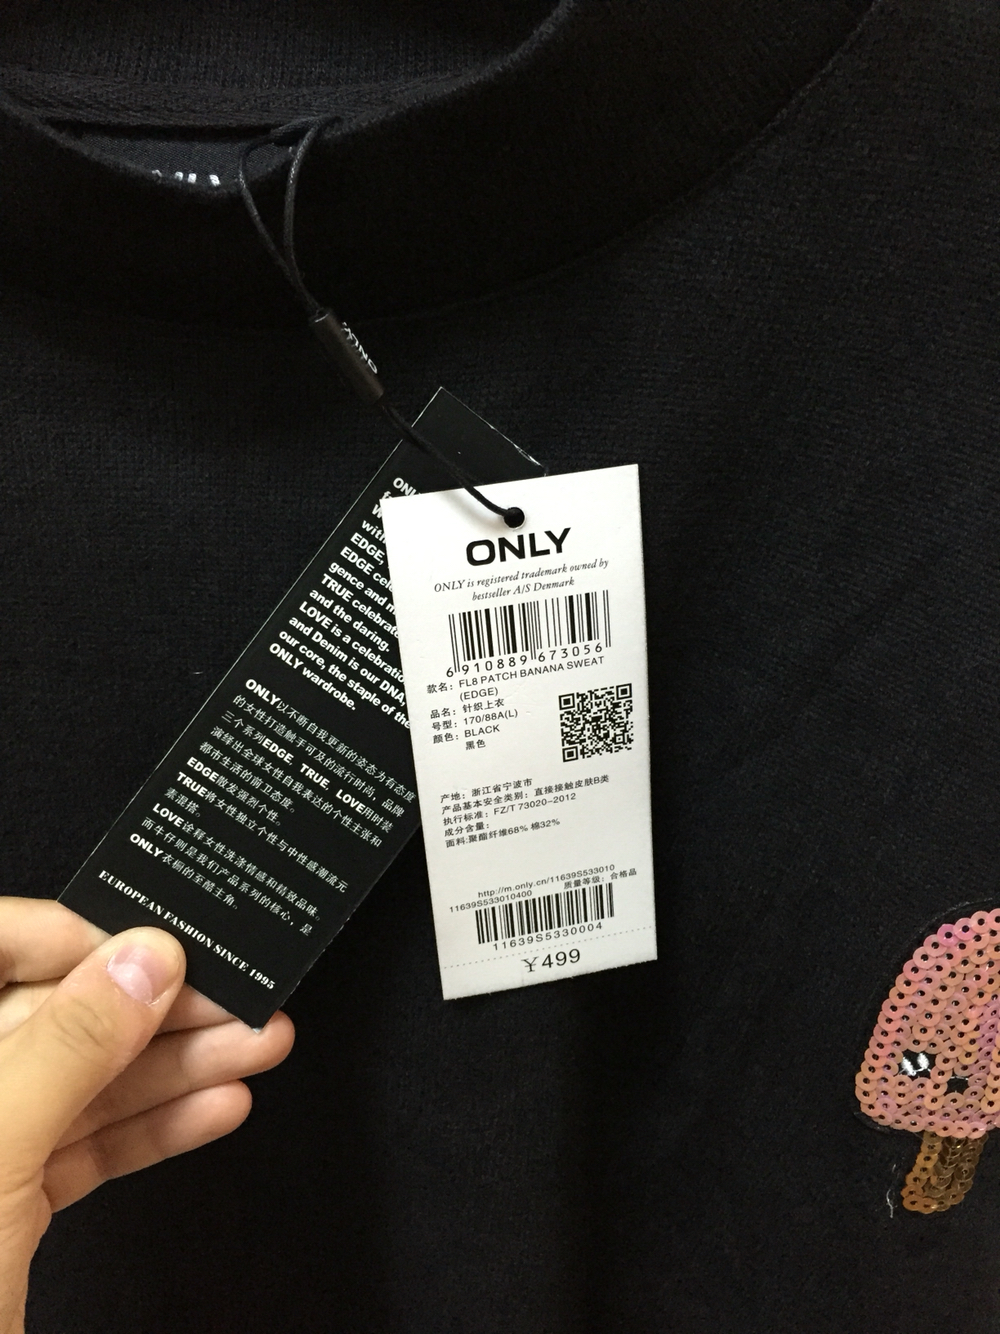 ONLY
ONLY
ONLY is registered trademark owned by
bestseller A/S Denmark
6 910889 673056
款名: FL8 PATCH BANANA SWEAT
(EDGE)
品名: 针织上衣
号型: 170/88A(L)
颜色: BLACK
黑色
产地: 浙江省宁波市
产品基本安全类别: 直接接触皮肤B类
执行标准: FZ/T 73020-2012
成分含量:
面料:聚酯纤维68% 棉32%
http://m.only.cn/11639S533010
11639S533010400 质量等级: 合格品
11639S5330004
¥499
ONLY
with
EDGE,
EDGE
gence and
TRUE celebrate
and the daring.
LOVE is a celebration
and Denim is our DNA,
our core, the staple of the
ONLY wardrobe.
ONLY以不断自我更新的姿态为有态度
的女性打造触手可及的流行时尚。品牌
三个系列EDGE, TRUE, LOVE用时装
演绎出全球女性自我表达的个性主张和
都市生活的前卫态度。
EDGE散发强烈个性。
TRUE将女性独立个性与中性感潮流元
素混搭。
LOVE诠释女性洗涤情感和精致品味。
而牛仔则是我们产品系列的核心，是
ONLY衣橱的至酷主角。
EUROPEAN FASHION SINCE 1995